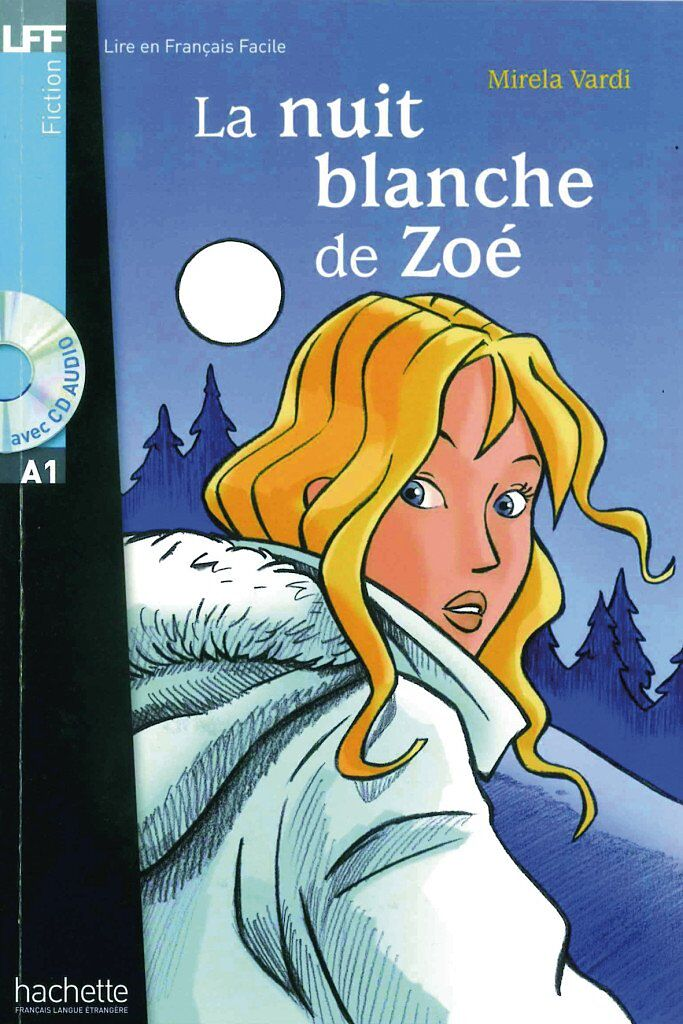 LFF
Lire en Français Facile
Fiction
Mirela Vardi
La nuit
blanche
de Zoé
avec CD AUDIO
A1
hachette
FRANÇAIS LANGUE ÉTRANGÈRE